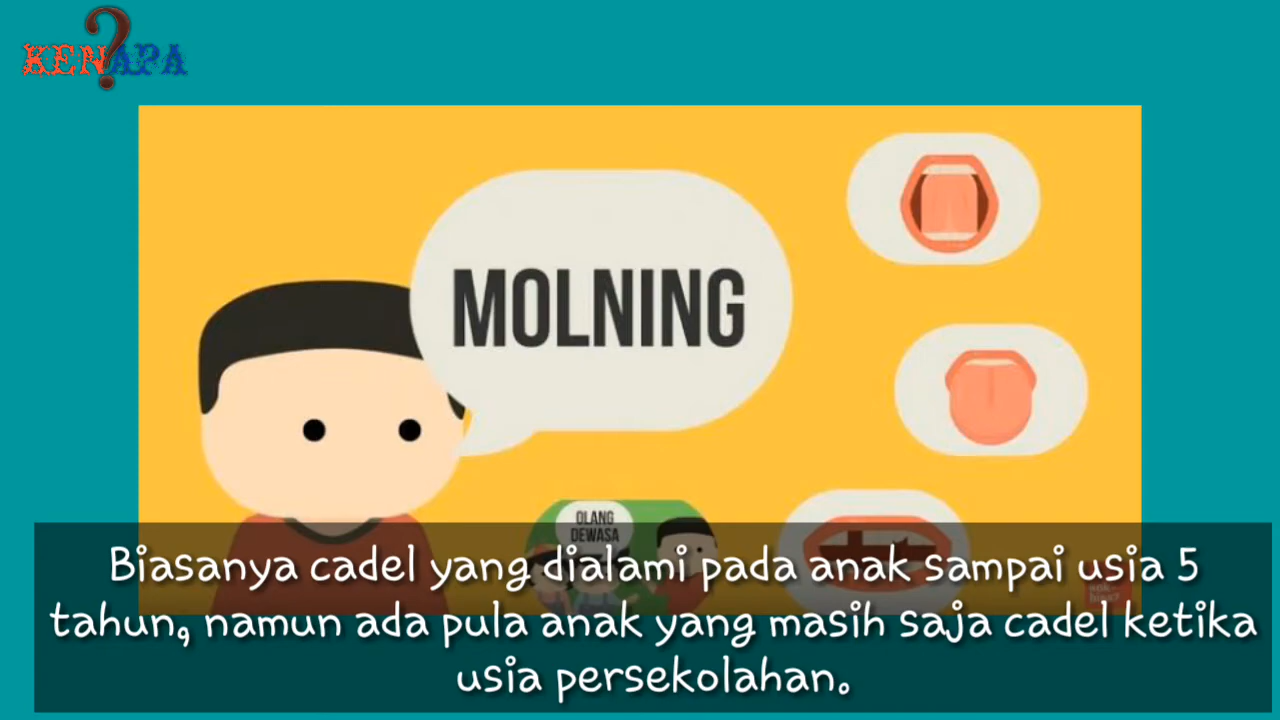 KENAPA?
MOLNING
OLANG
DEWASA
Biasanya cadel yang dialami pada anak sampai usia 5
tahun, namun ada pula anak yang masih saja cadel ketika
usia persekolahan.